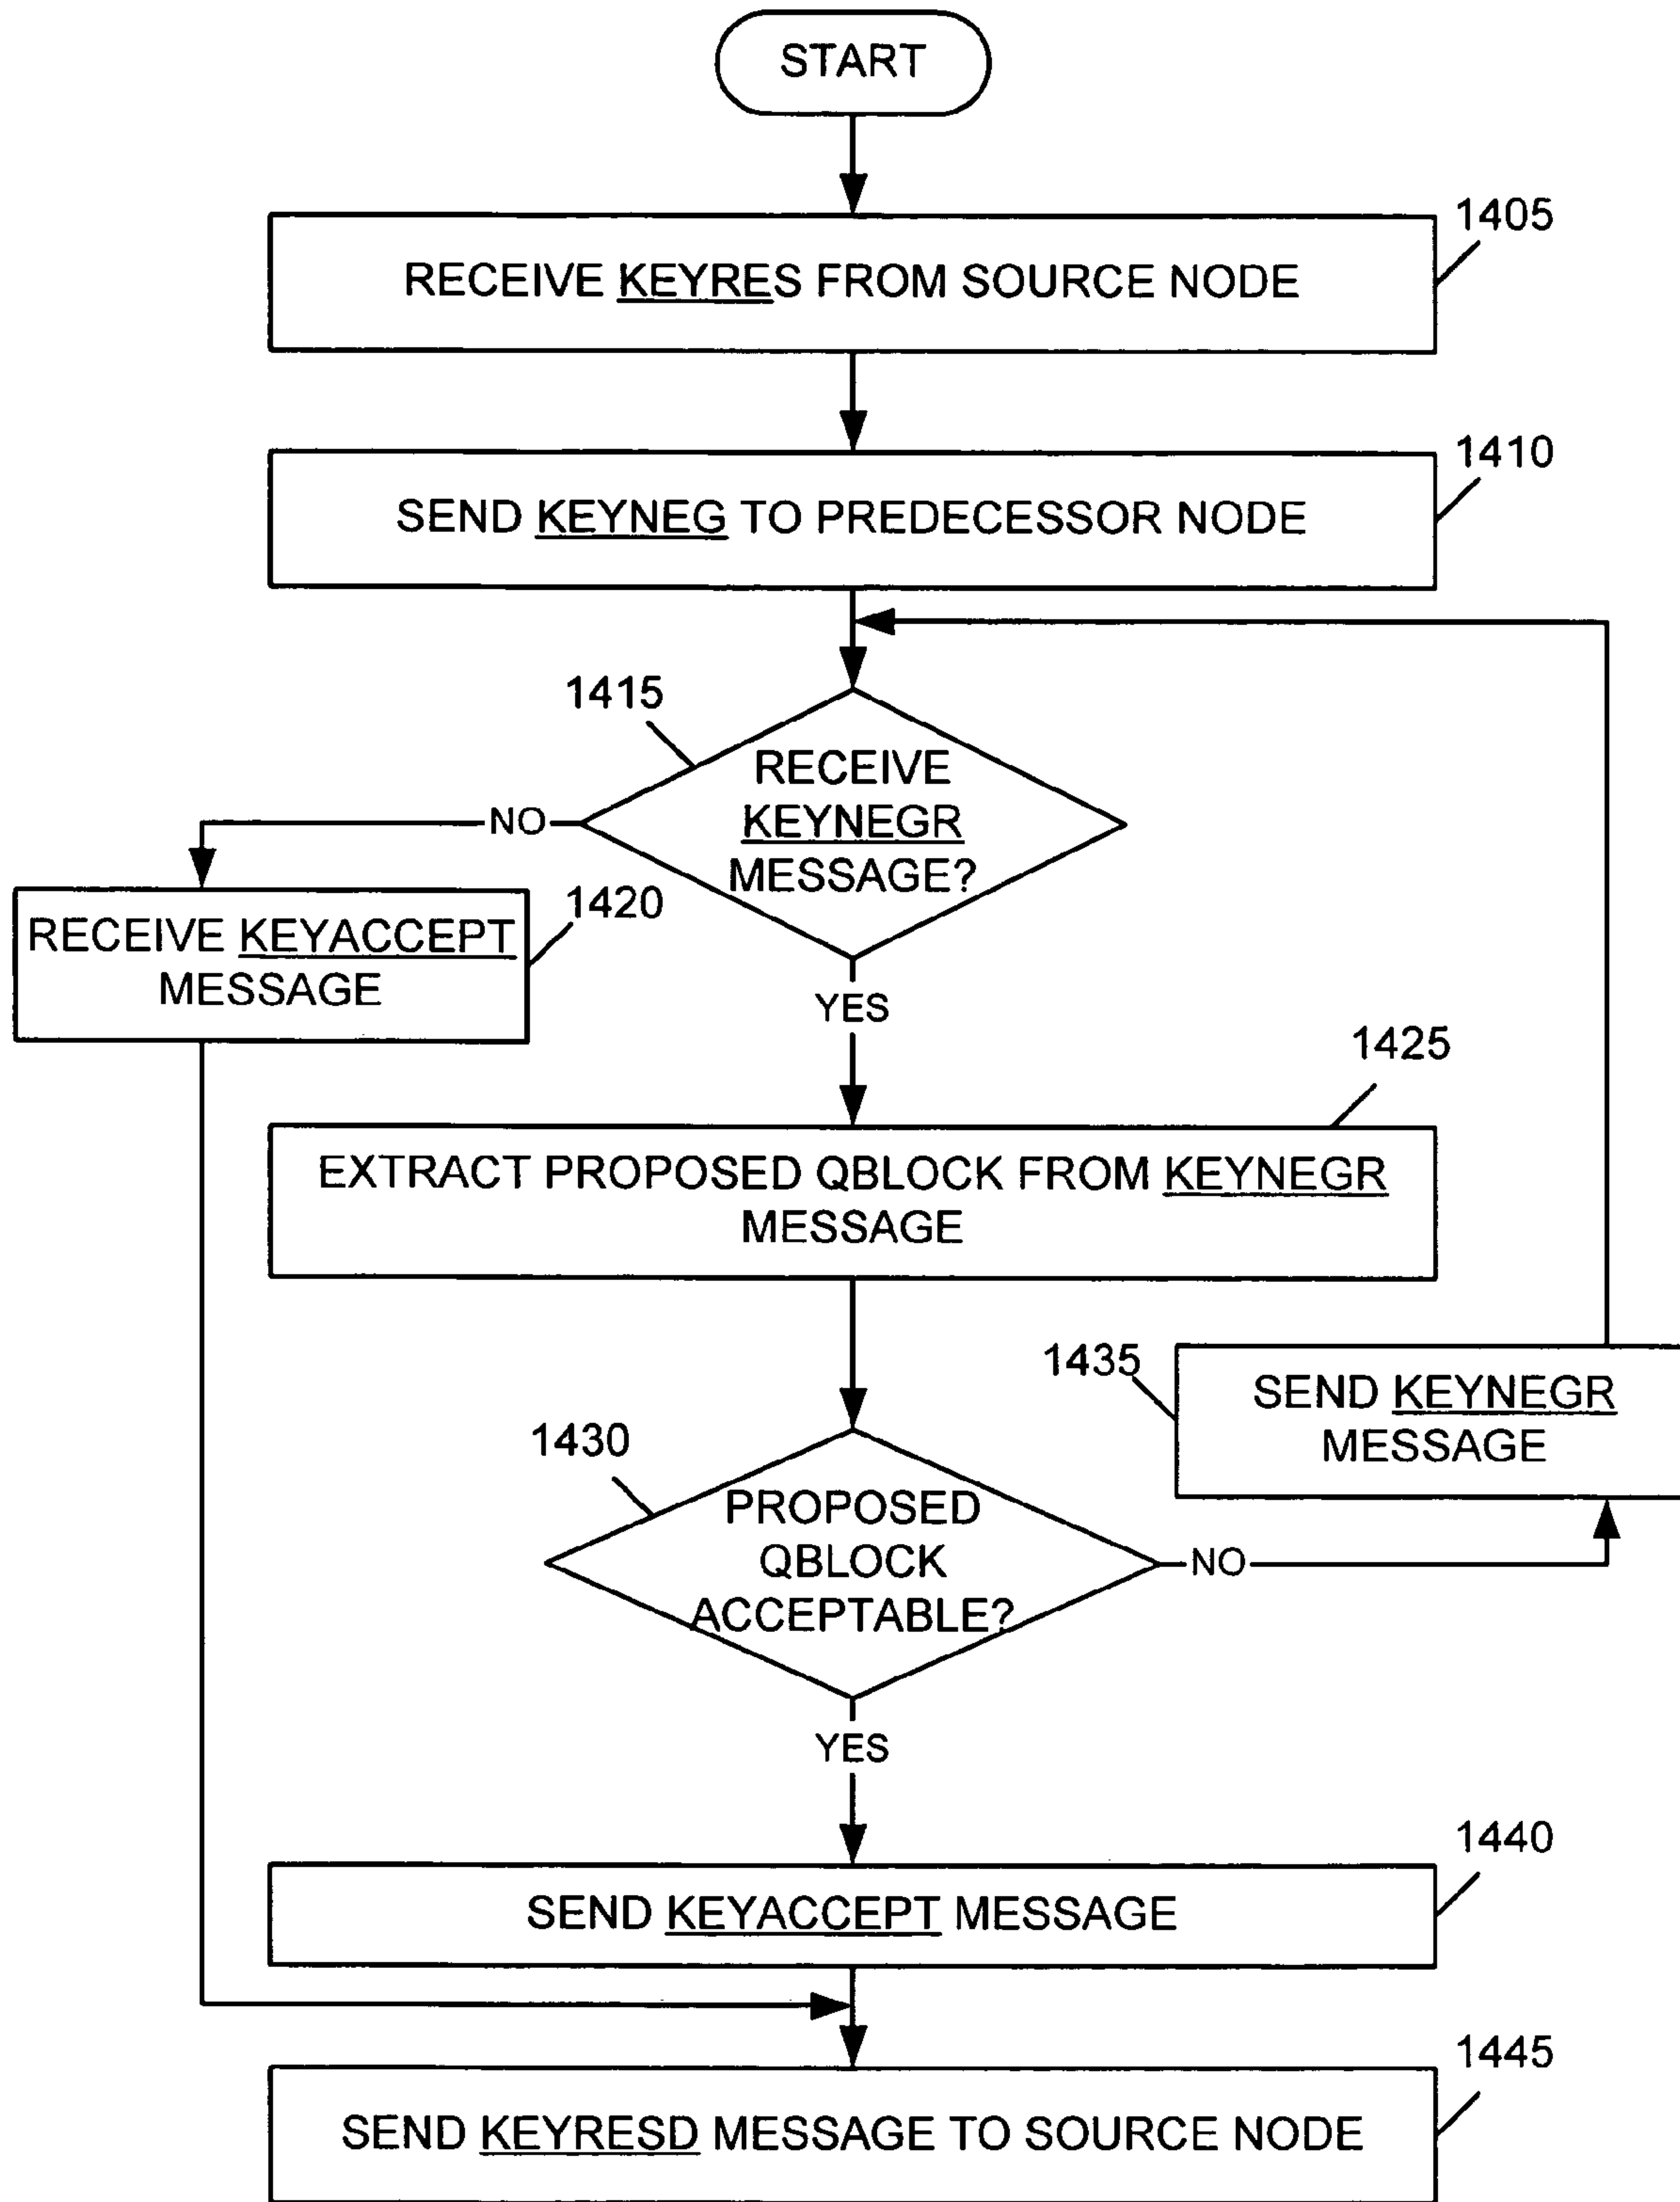 START
1405
RECEIVE KEYRES FROM SOURCE NODE
1410
SEND KEYNEG TO PREDECESSOR NODE
1415
RECEIVE
KEYNEGR
MESSAGE?
NO
1420
RECEIVE KEYACCEPT
MESSAGE
YES
1425
EXTRACT PROPOSED QBLOCK FROM KEYNEGR
MESSAGE
1435
SEND KEYNEGR
MESSAGE
1430
PROPOSED
QBLOCK
ACCEPTABLE?
NO
YES
1440
SEND KEYACCEPT MESSAGE
1445
SEND KEYRESD MESSAGE TO SOURCE NODE